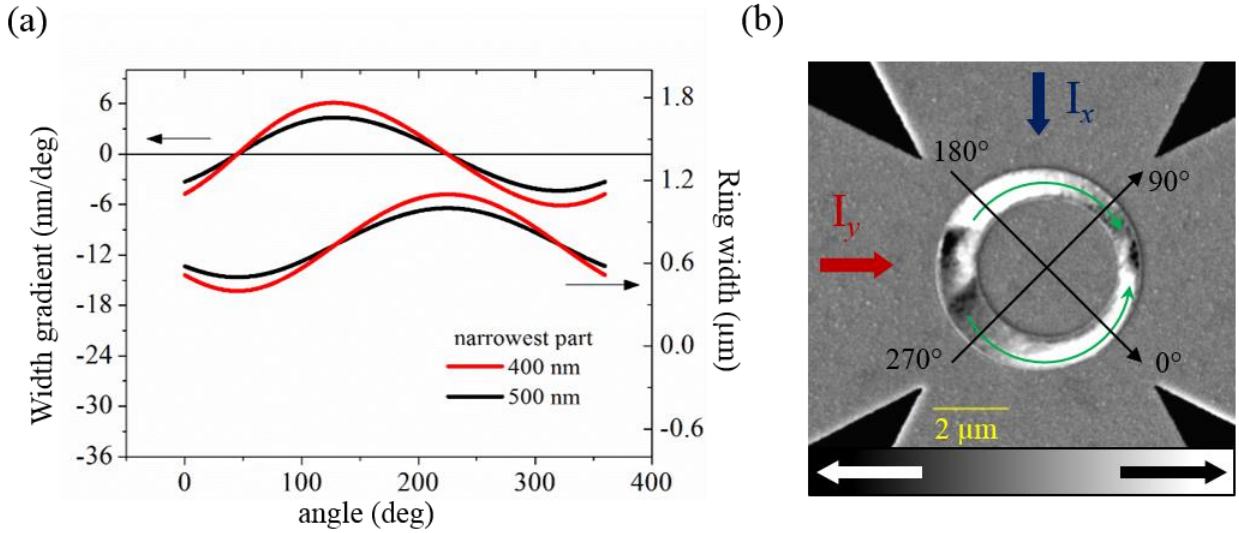 (a)
(b)
6
0
-6
-12
-18
-24
-30
-36
Width gradient (nm/deg)
1.8
1.2
0.6
0.0
-0.6
Ring width (μm)
narrowest part
400 nm
500 nm
0
100
200
300
400
angle (deg)
Ix
180°
90°
Iy
270°
0°
2 μm